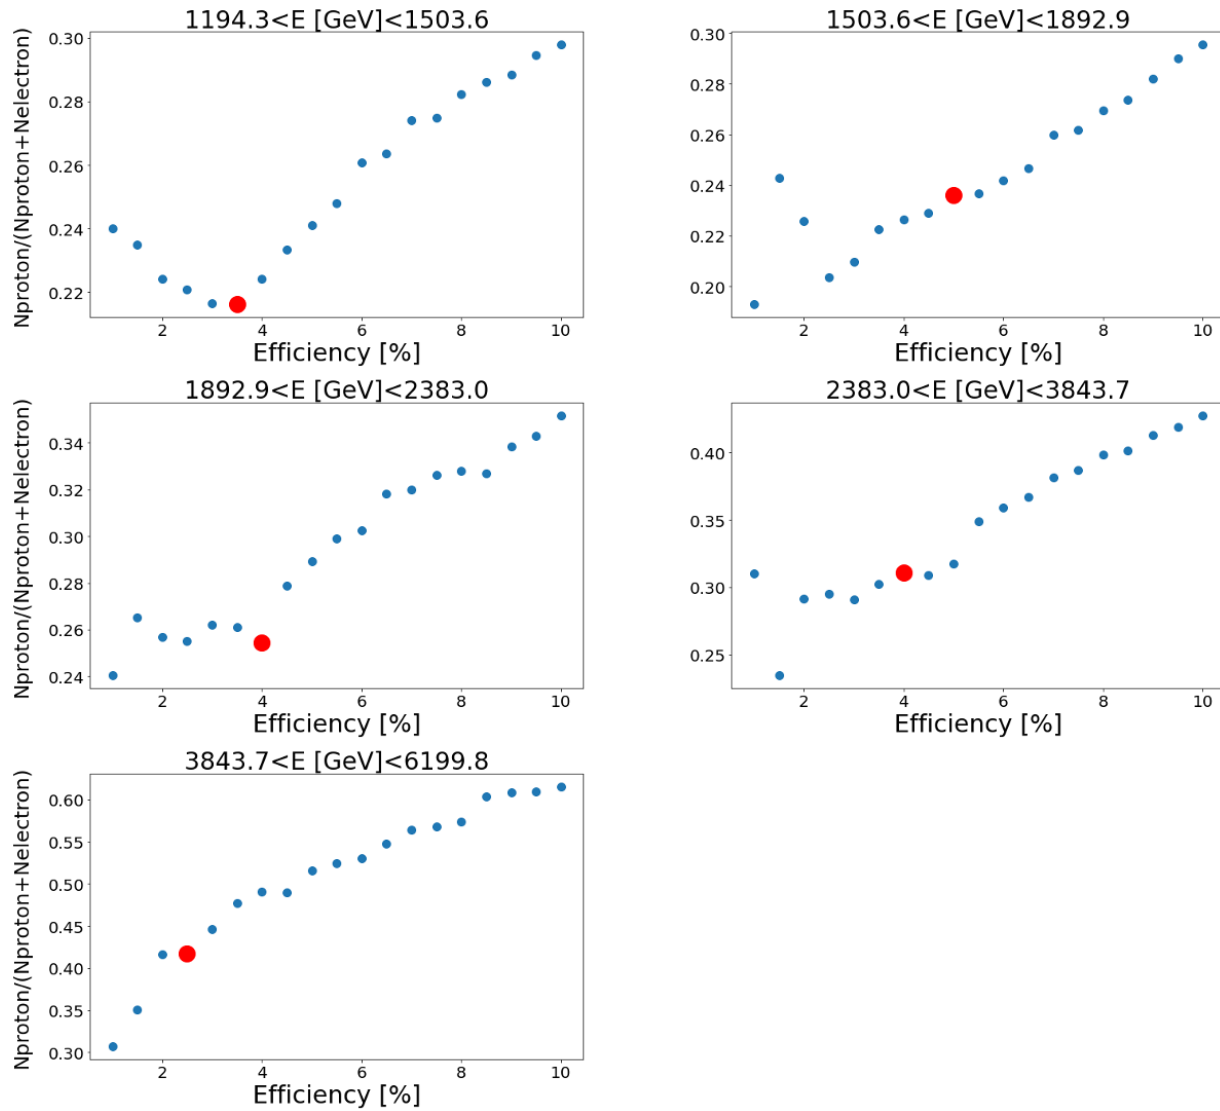 1194.3<E [GeV]<1503.6
Nproton/(Nproton+Nelectron)
0.30
0.28
0.26
0.24
0.22
2 4 6 8 10
Efficiency [%]
1503.6<E [GeV]<1892.9
0.30
0.28
0.26
0.24
0.22
0.20
2 4 6 8 10
Efficiency [%]
1892.9<E [GeV]<2383.0
Nproton/(Nproton+Nelectron)
0.34
0.32
0.30
0.28
0.26
0.24
2 4 6 8 10
Efficiency [%]
2383.0<E [GeV]<3843.7
0.40
0.35
0.30
0.25
2 4 6 8 10
Efficiency [%]
3843.7<E [GeV]<6199.8
Nproton/(Nproton+Nelectron)
0.60
0.55
0.50
0.45
0.40
0.35
0.30
2 4 6 8 10
Efficiency [%]